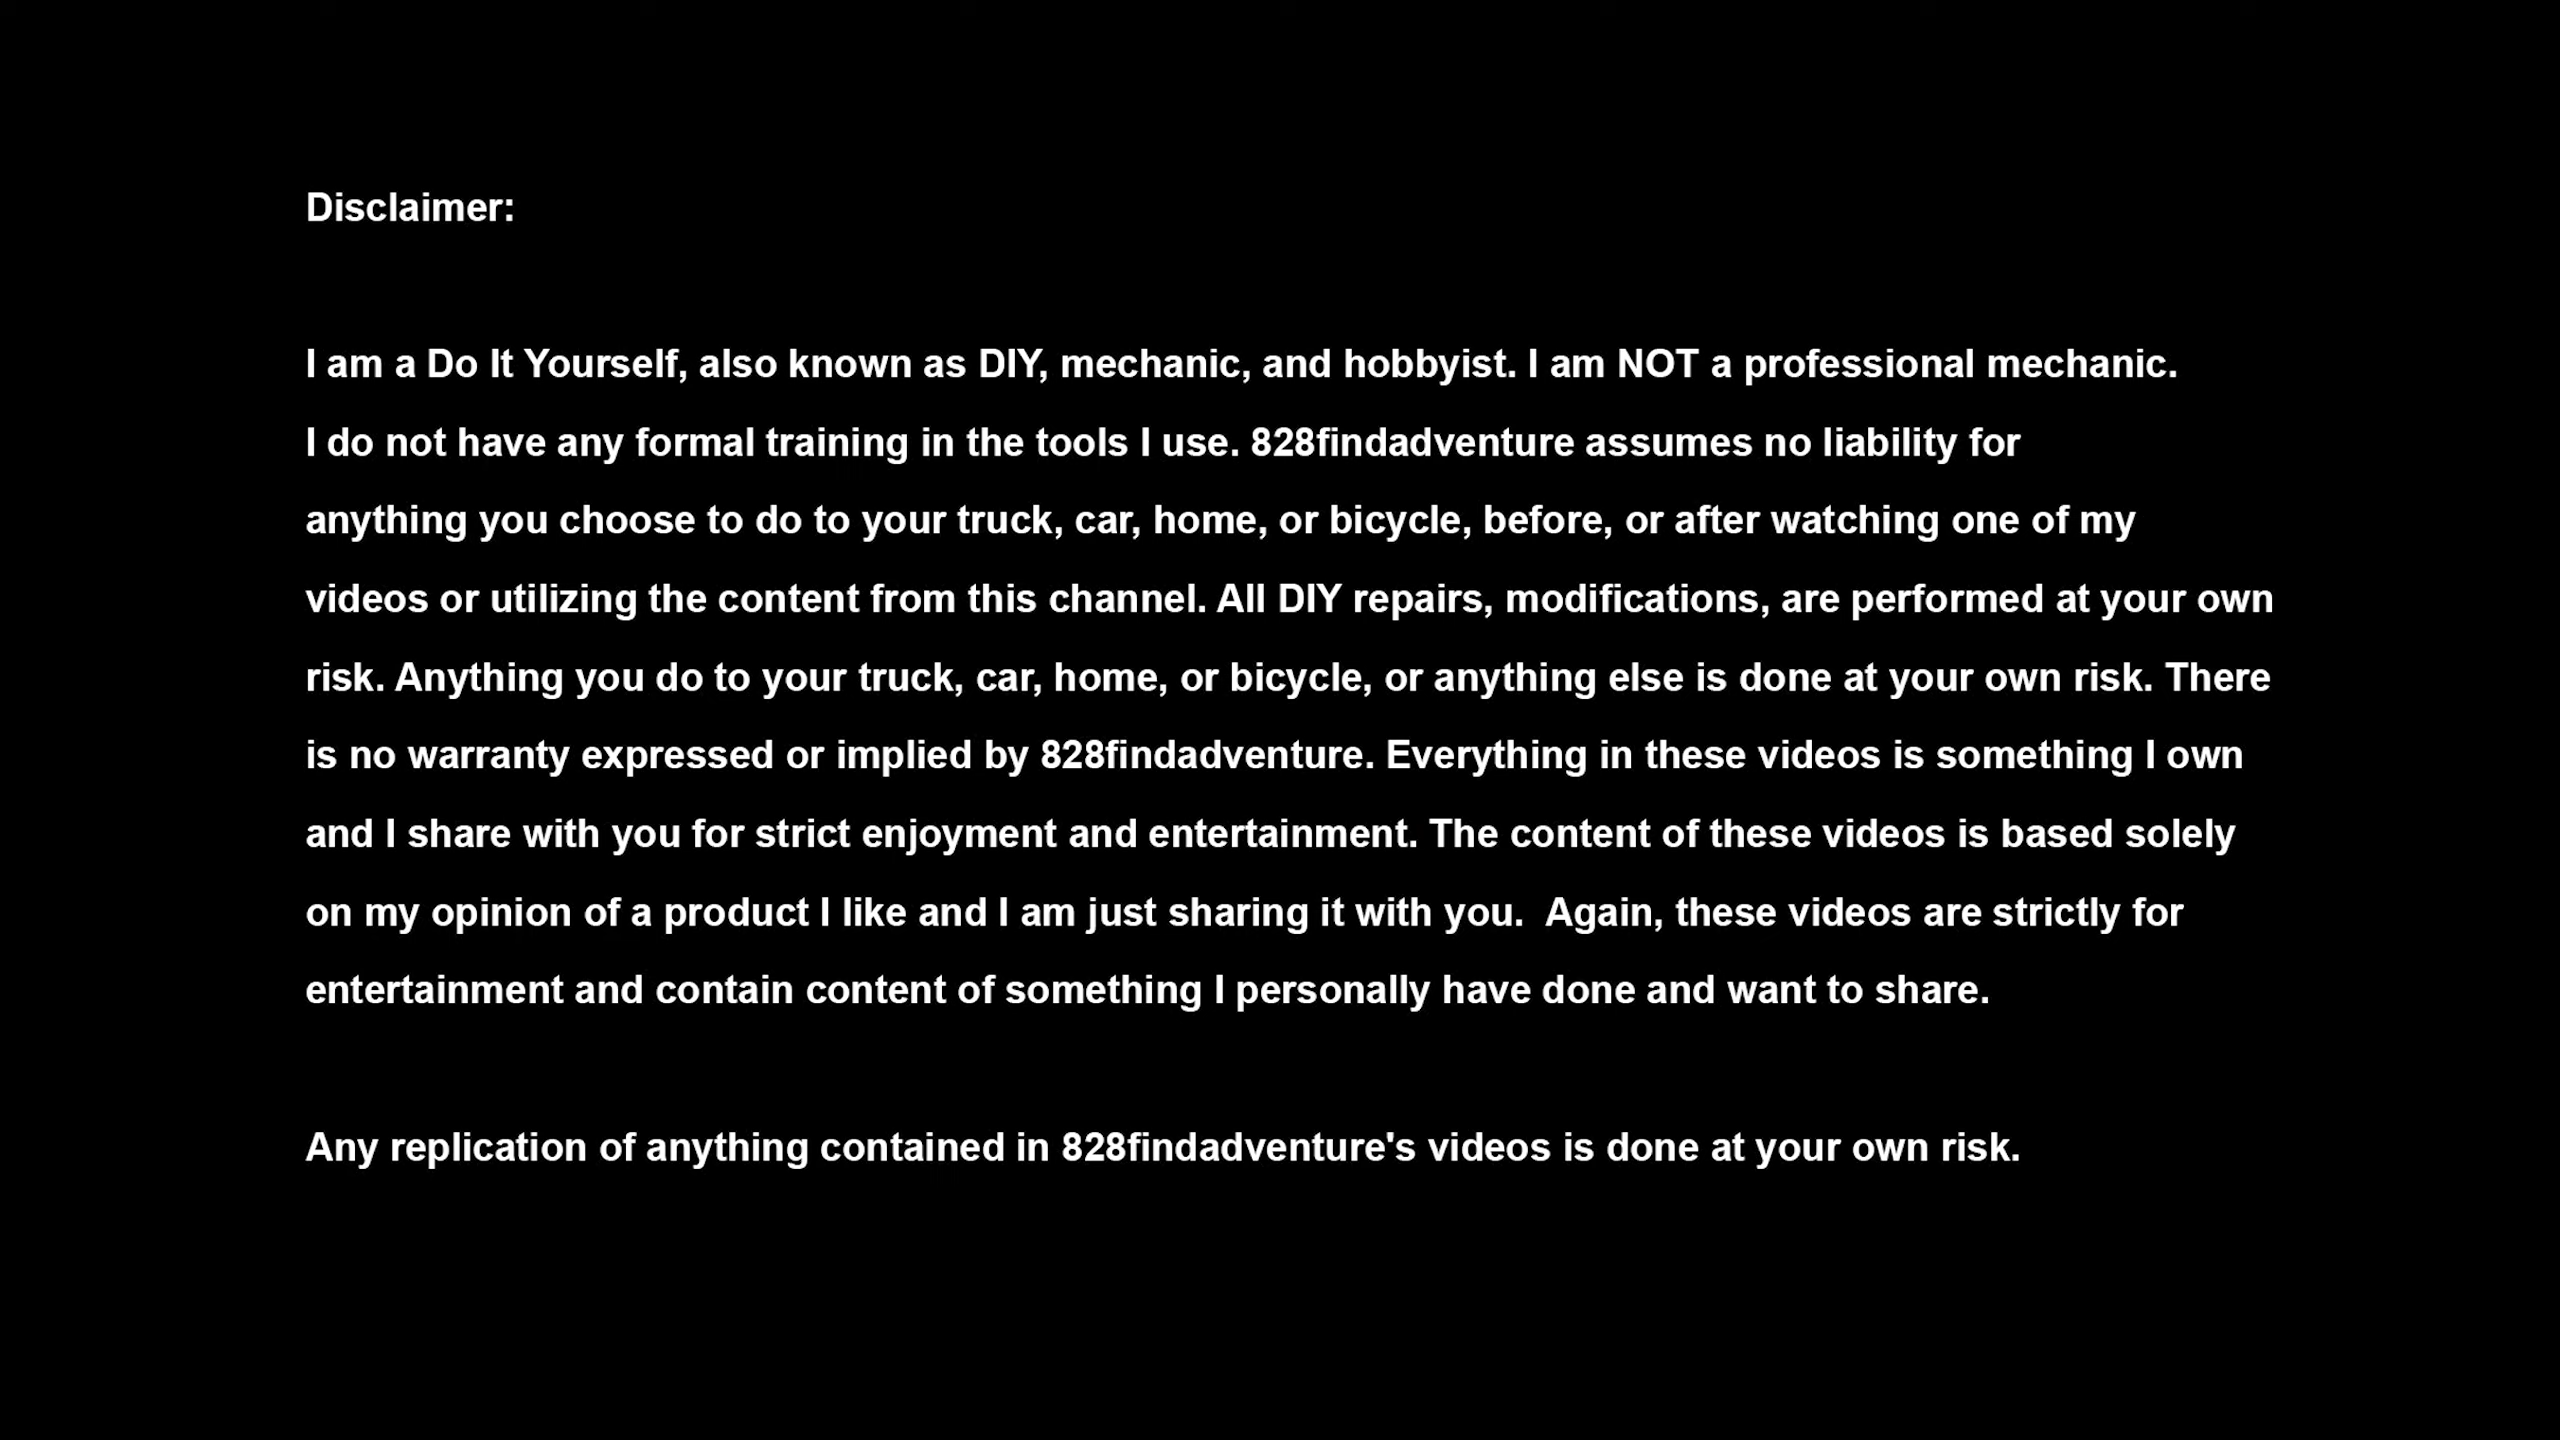 Disclaimer:
I am a Do It Yourself, also known as DIY, mechanic, and hobbyist. I am NOT a professional mechanic.
I do not have any formal training in the tools I use. 828findadventure assumes no liability for
anything you choose to do to your truck, car, home, or bicycle, before, or after watching one of my
videos or utilizing the content from this channel. All DIY repairs, modifications, are performed at your own
risk. Anything you do to your truck, car, home, or bicycle, or anything else is done at your own risk. There
is no warranty expressed or implied by 828findadventure. Everything in these videos is something I own
and I share with you for strict enjoyment and entertainment. The content of these videos is based solely
on my opinion of a product I like and I am just sharing it with you.  Again, these videos are strictly for
entertainment and contain content of something I personally have done and want to share.
Any replication of anything contained in 828findadventure's videos is done at your own risk.